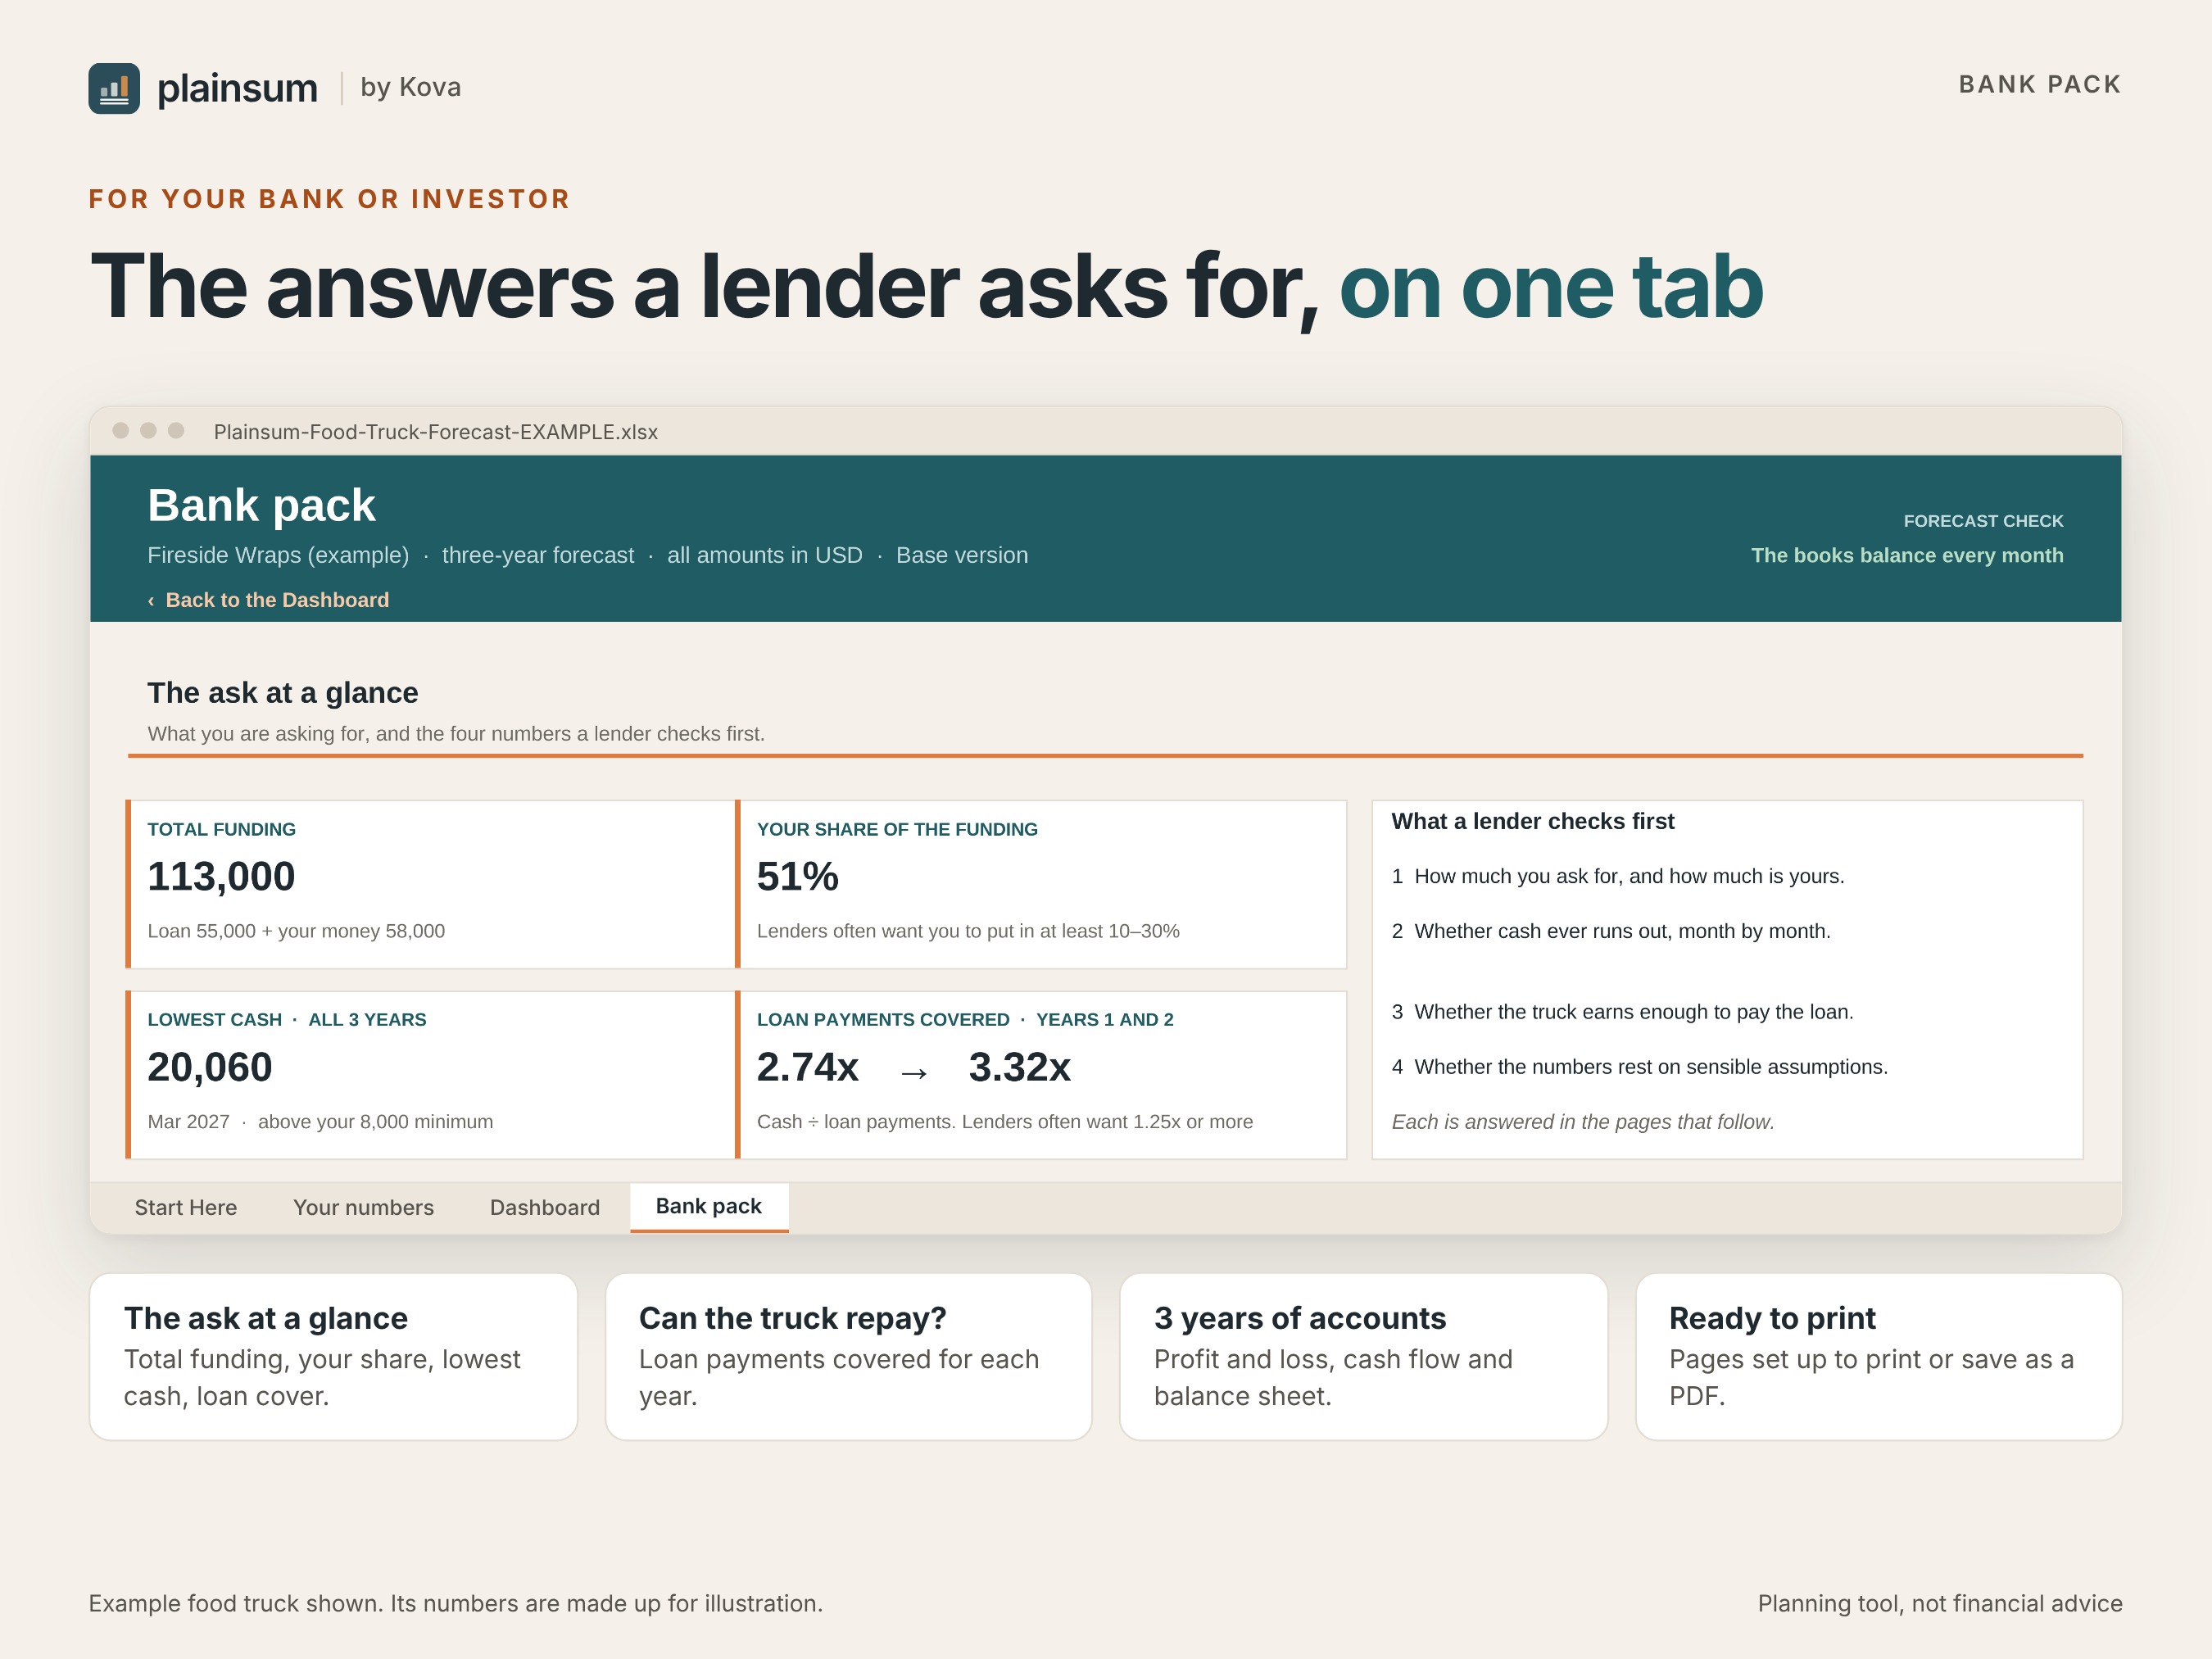 plainsum | by Kova
BANK PACK
FOR YOUR BANK OR INVESTOR
The answers a lender asks for, on one tab
Plainsum-Food-Truck-Forecast-EXAMPLE.xlsx
Bank pack
Fireside Wraps (example) · three-year forecast · all amounts in USD · Base version
‹ Back to the Dashboard
FORECAST CHECK
The books balance every month
The ask at a glance
What you are asking for, and the four numbers a lender checks first.
TOTAL FUNDING
113,000
Loan 55,000 + your money 58,000
YOUR SHARE OF THE FUNDING
51%
Lenders often want you to put in at least 10–30%
LOWEST CASH · ALL 3 YEARS
20,060
Mar 2027 · above your 8,000 minimum
LOAN PAYMENTS COVERED · YEARS 1 AND 2
2.74x → 3.32x
Cash ÷ loan payments. Lenders often want 1.25x or more
What a lender checks first
1 How much you ask for, and how much is yours.
2 Whether cash ever runs out, month by month.
3 Whether the truck earns enough to pay the loan.
4 Whether the numbers rest on sensible assumptions.
Each is answered in the pages that follow.
Start Here Your numbers Dashboard Bank pack
The ask at a glance
Total funding, your share, lowest
cash, loan cover.
Can the truck repay?
Loan payments covered for each
year.
3 years of accounts
Profit and loss, cash flow and
balance sheet.
Ready to print
Pages set up to print or save as a
PDF.
Example food truck shown. Its numbers are made up for illustration.
Planning tool, not financial advice